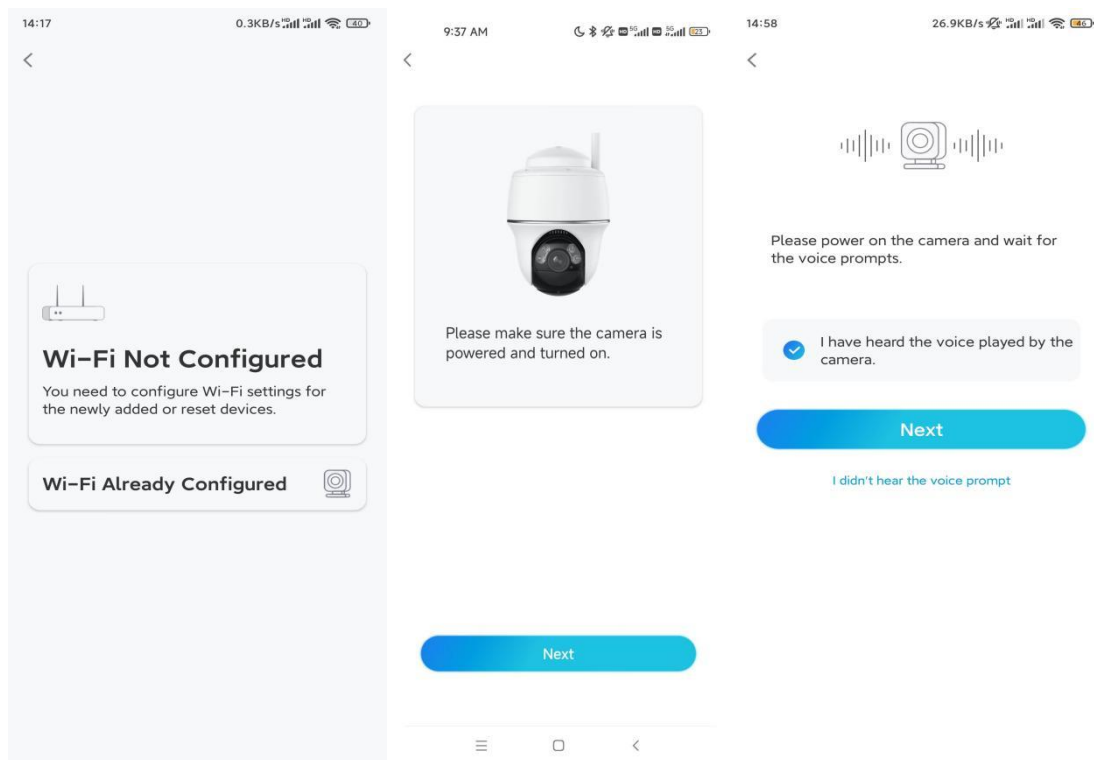 14:17
0.3KB/s
40
Wi-Fi Not Configured
You need to configure Wi-Fi settings for
the newly added or reset devices.
Wi-Fi Already Configured
9:37 AM
23
Please make sure the camera is
powered and turned on.
Next
14:58
26.9KB/s
46
Please power on the camera and wait for
the voice prompts.
I have heard the voice played by the
camera.
Next
I didn't hear the voice prompt